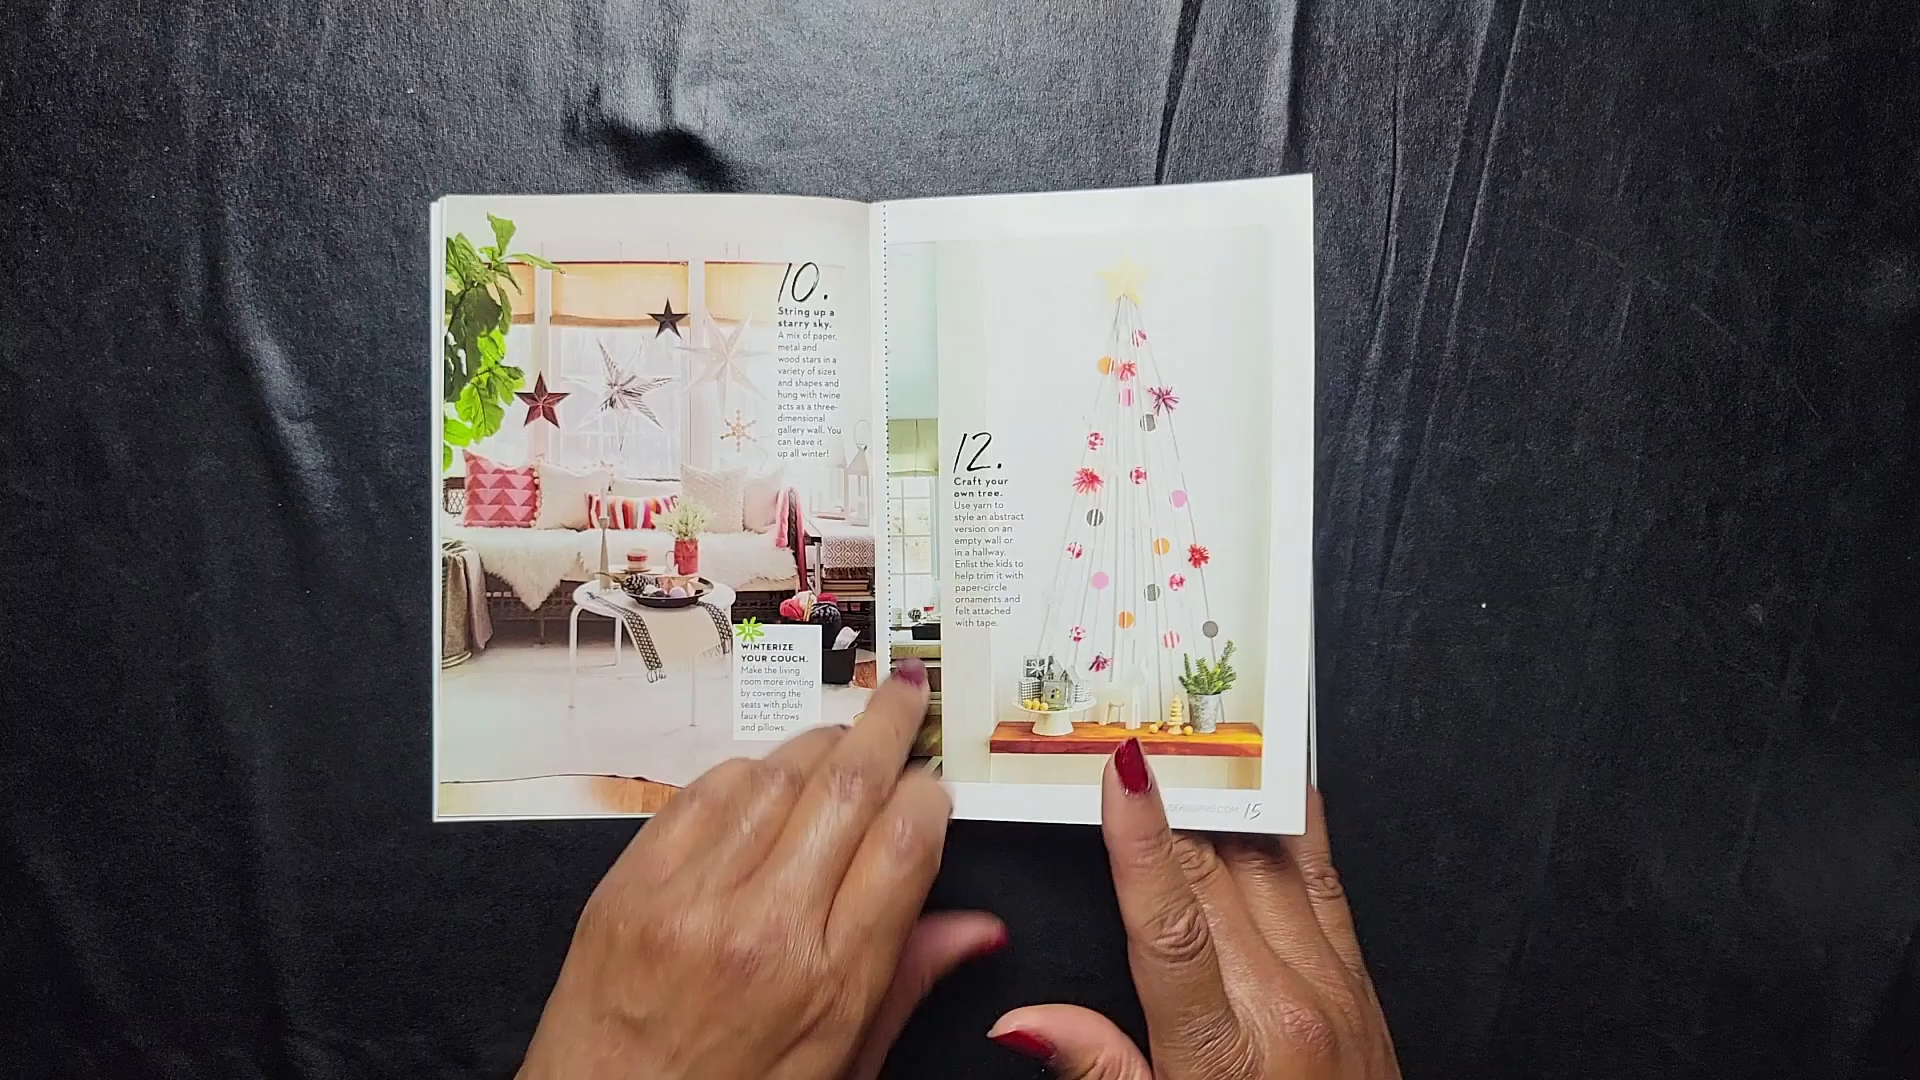 10.
String up a
starry sky.
A mix of paper,
metal and
wood stars in a
variety of sizes
and shapes and
hung with twine
acts as a three-
dimensional
gallery wall. You
can leave it
up all winter!
11
WINTERIZE
YOUR COUCH.
Make the living
room more inviting
by covering the
seats with plush
faux-fur throws
and pillows.
12.
Craft your
own tree.
Use yarn to
style an abstract
version on an
empty wall or
in a hallway.
Enlist the kids to
help trim it with
paper-circle
ornaments and
felt attached
with tape.
15